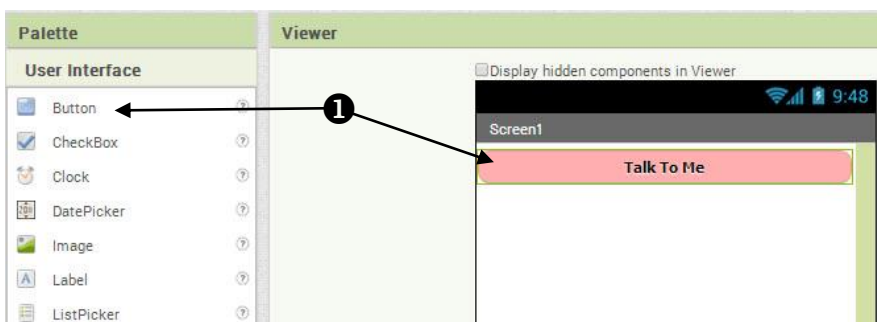 Palette
User Interface
Button ?
CheckBox ?
Clock ?
DatePicker ?
Image ?
A Label ?
ListPicker ?
Viewer
Display hidden components in Viewer
9:48
Screen1
Talk To Me
1